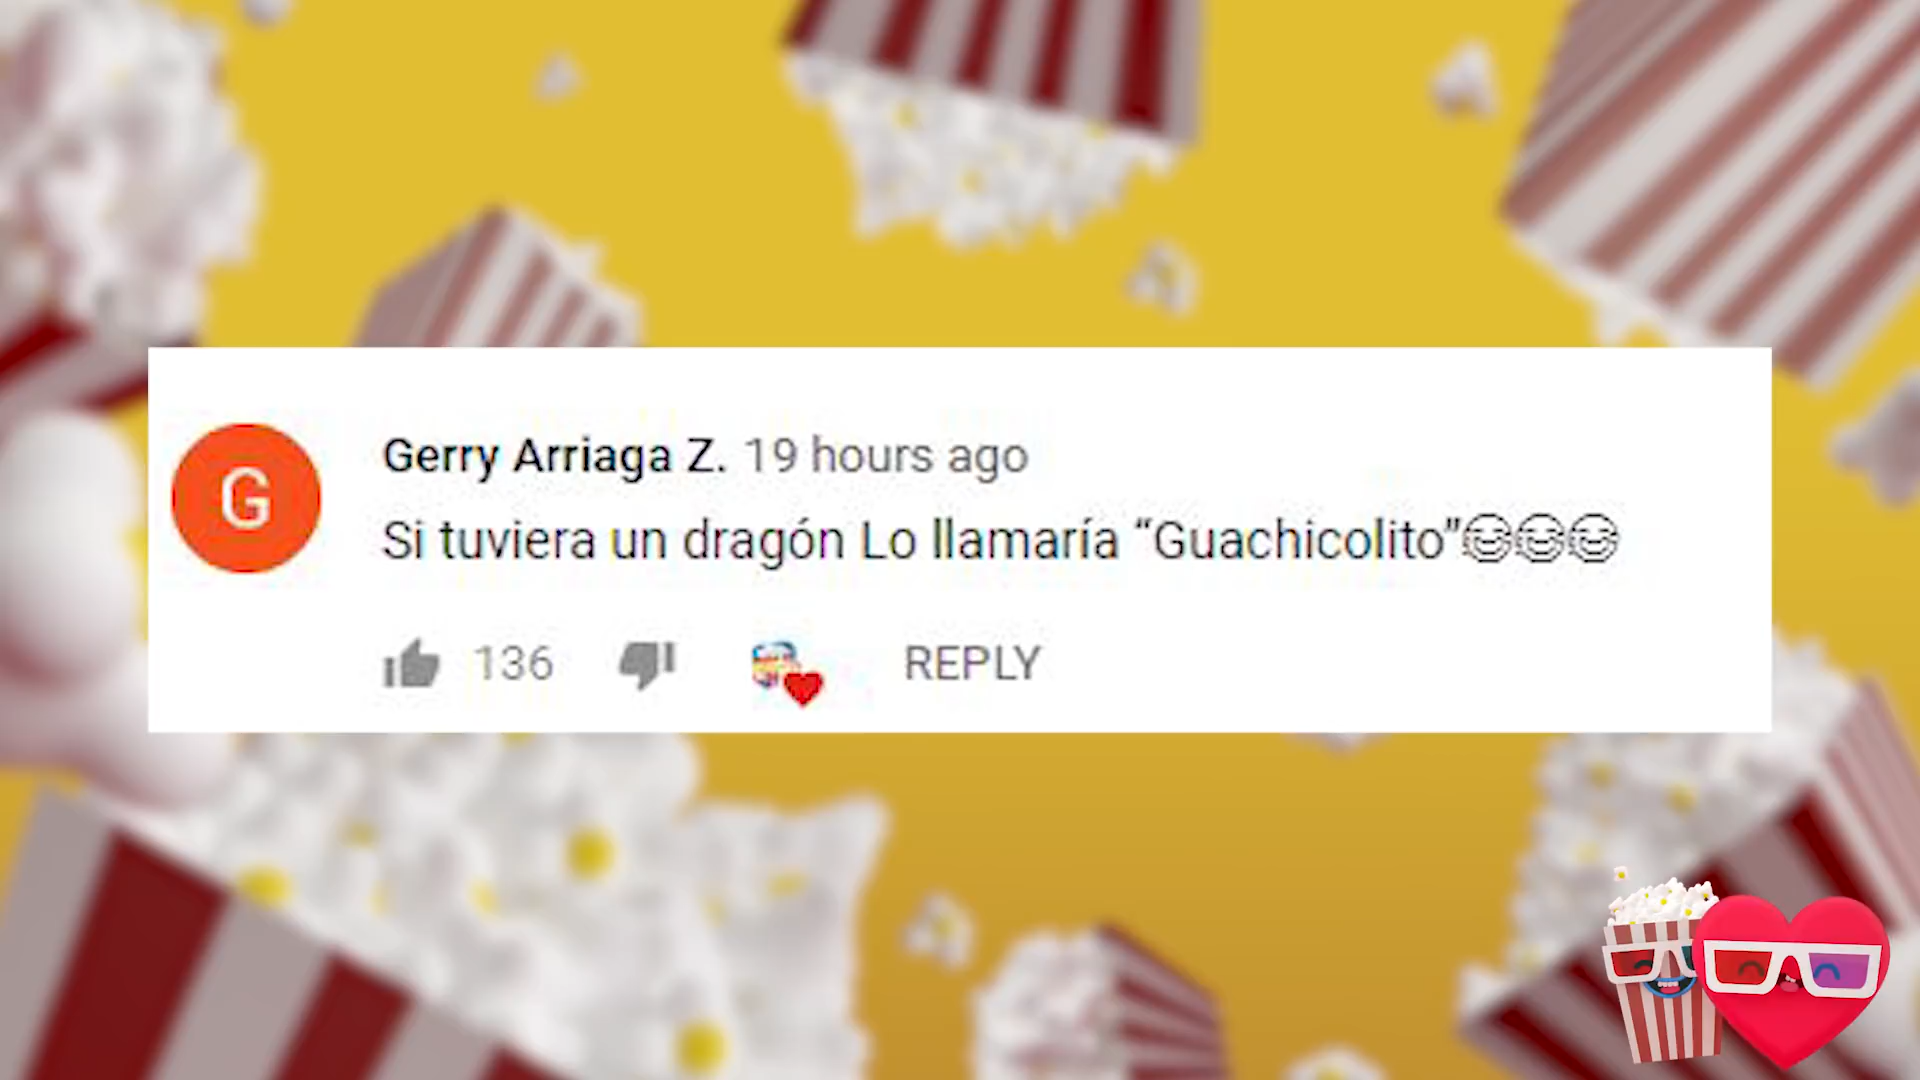 G
Gerry Arriaga Z. 19 hours ago
Si tuviera un dragón Lo llamaría “Guachicolito”😂😂😂
136 REPLY